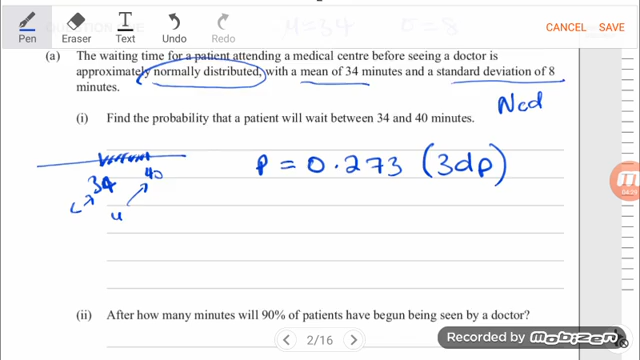 μ = 34 σ = 8
CANCEL SAVE
Pen Eraser Text Undo Redo
(a) The waiting time for a patient attending a medical centre before seeing a doctor is
approximately normally distributed, with a mean of 34 minutes and a standard deviation of 8
minutes.
Ncd
(i) Find the probability that a patient will wait between 34 and 40 minutes.
P = 0.273 (3dp)
34 40
L u
(ii) After how many minutes will 90% of patients have begun being seen by a doctor?
2/16
Recorded by MOBIZEN